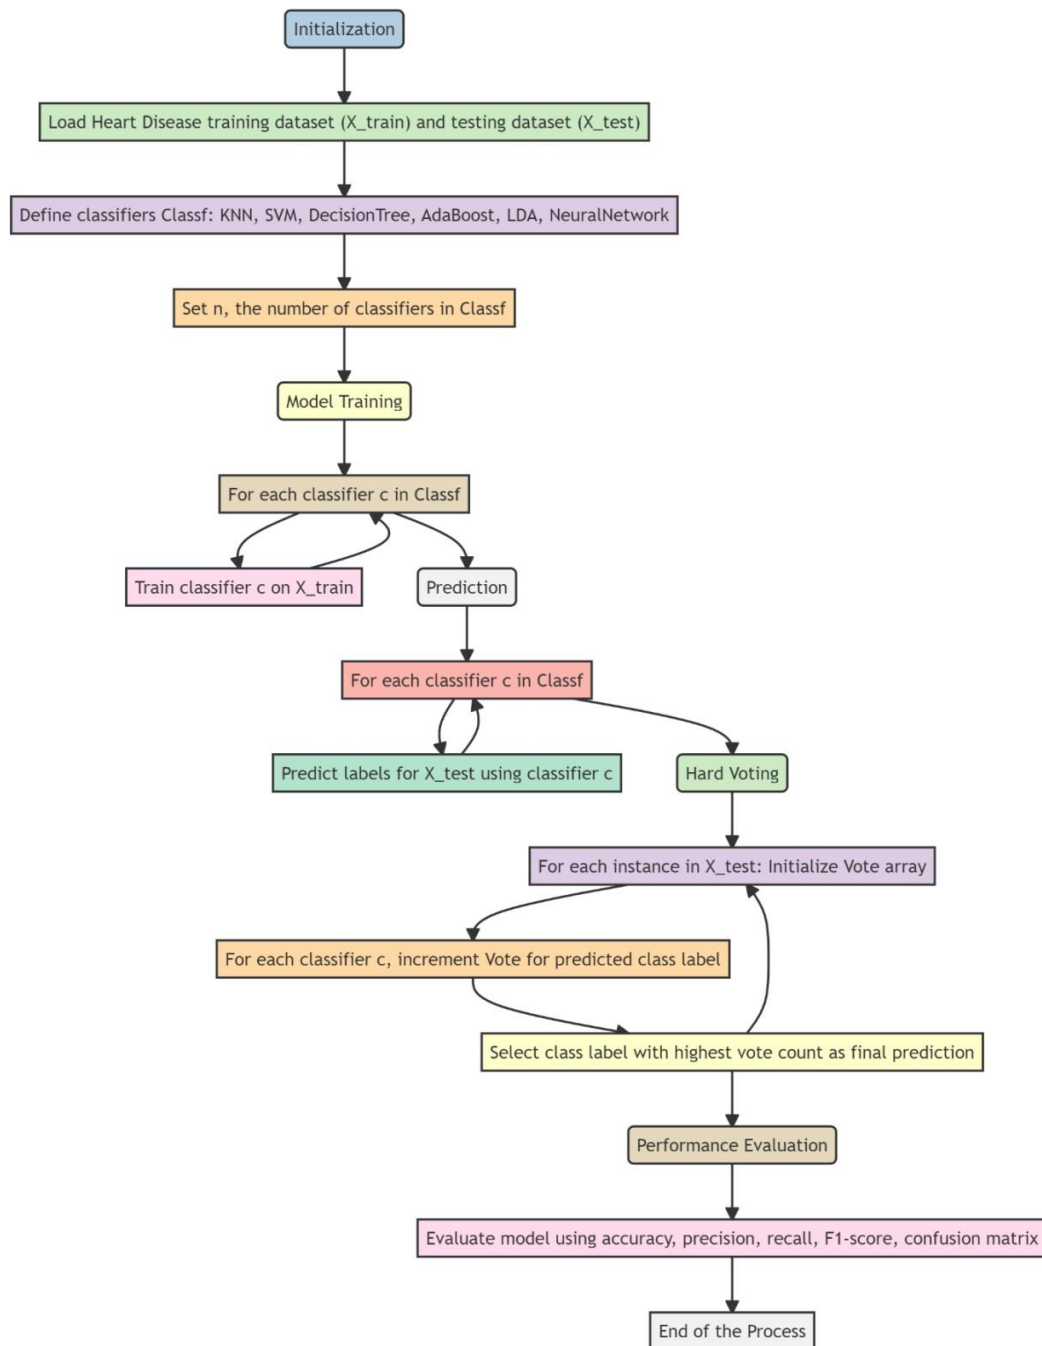 Initialization
Load Heart Disease training dataset (X_train) and testing dataset (X_test)
Define classifiers Classf: KNN, SVM, DecisionTree, AdaBoost, LDA, NeuralNetwork
Set n, the number of classifiers in Classf
Model Training
For each classifier c in Classf
Train classifier c on X_train
Prediction
For each classifier c in Classf
Predict labels for X_test using classifier c
Hard Voting
For each instance in X_test: Initialize Vote array
For each classifier c, increment Vote for predicted class label
Select class label with highest vote count as final prediction
Performance Evaluation
Evaluate model using accuracy, precision, recall, F1-score, confusion matrix
End of the Process